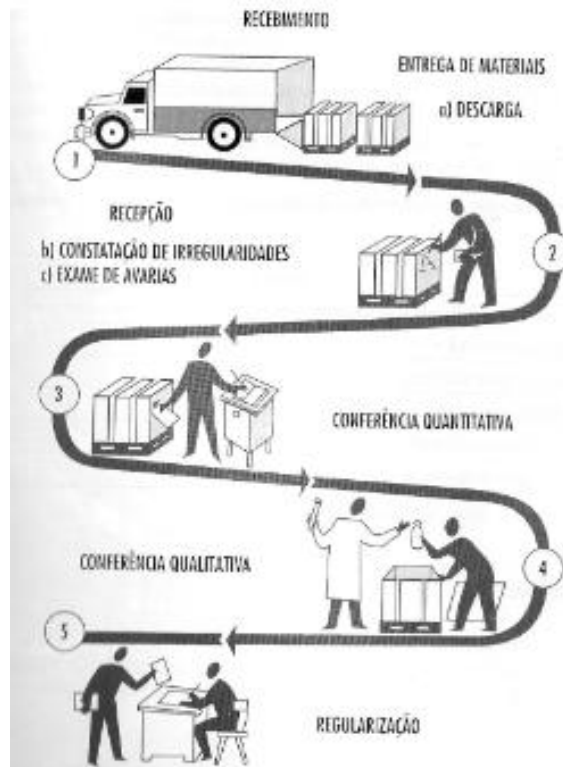 RECEBIMENTO
ENTREGA DE MATERIAIS
a) DESCARGA
1
RECEPÇÃO
b) CONSTATAÇÃO DE IRREGULARIDADES
c) EXAME DE AVARIAS
2
3
CONFERÊNCIA QUANTITATIVA
CONFERÊNCIA QUALITATIVA
4
5
REGULARIZAÇÃO